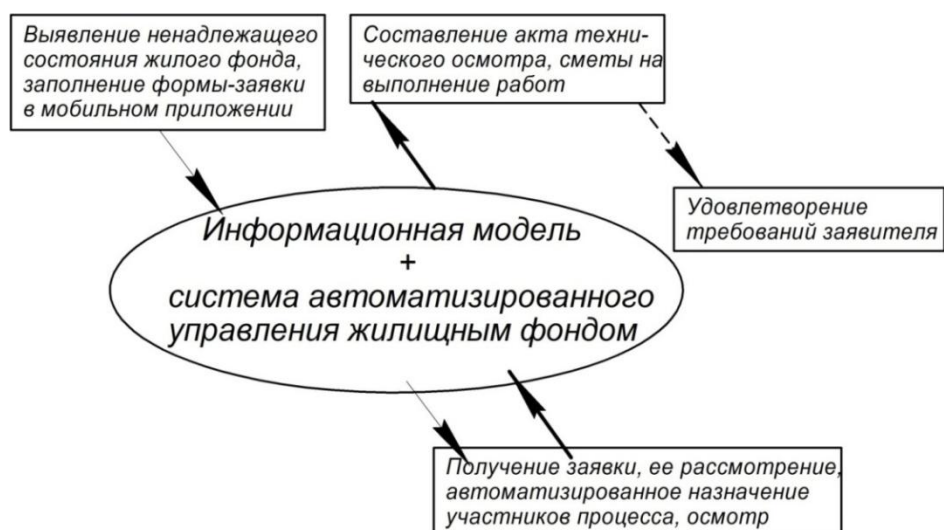 Выявление ненадлежащего
состояния жилого фонда,
заполнение формы-заявки
в мобильном приложении
Составление акта техни-
ческого осмотра, сметы на
выполнение работ
Удовлетворение
требований заявителя
Информационная модель
+
система автоматизированного
управления жилищным фондом
Получение заявки, ее рассмотрение,
автоматизированное назначение
участников процесса, осмотр